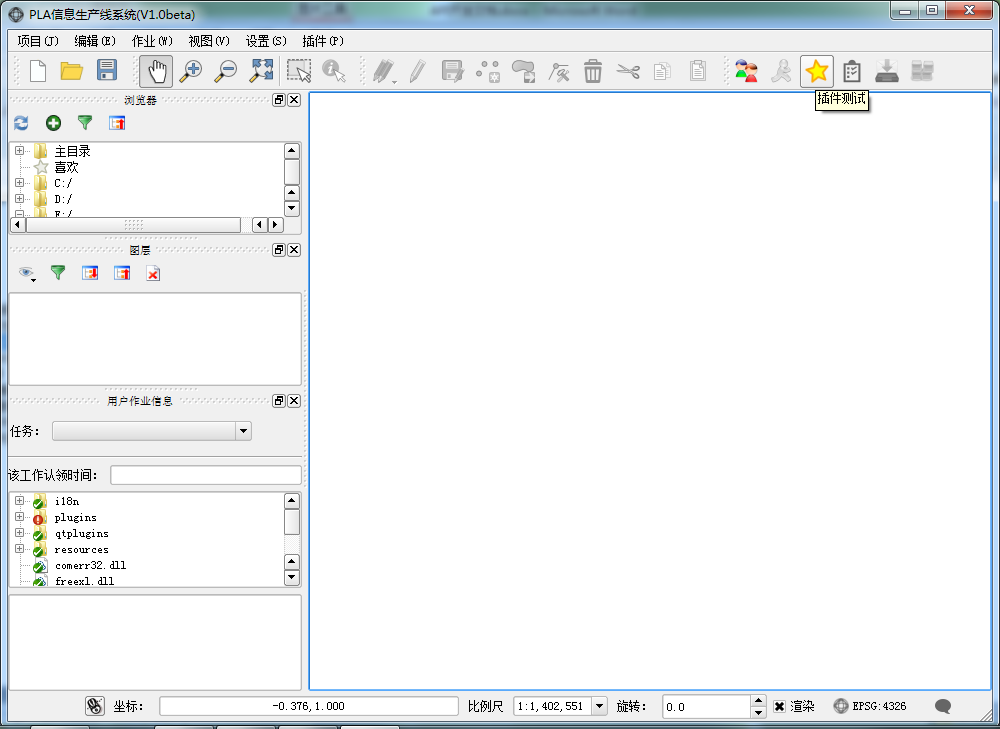 PLA信息生产线系统(V1.0beta)
项目(J) 编辑(E) 作业(W) 视图(V) 设置(S) 插件(P)
插件测试
浏览器
主目录
喜欢
C:/
D:/
E:/
图层
用户作业信息
任务:
该工作认领时间:
i18n
plugins
qtplugins
resources
comerr32.dll
freexl.dll
坐标: -0.376,1.000 比例尺 1:1,402,551 旋转: 0.0 渲染 EPSG:4326